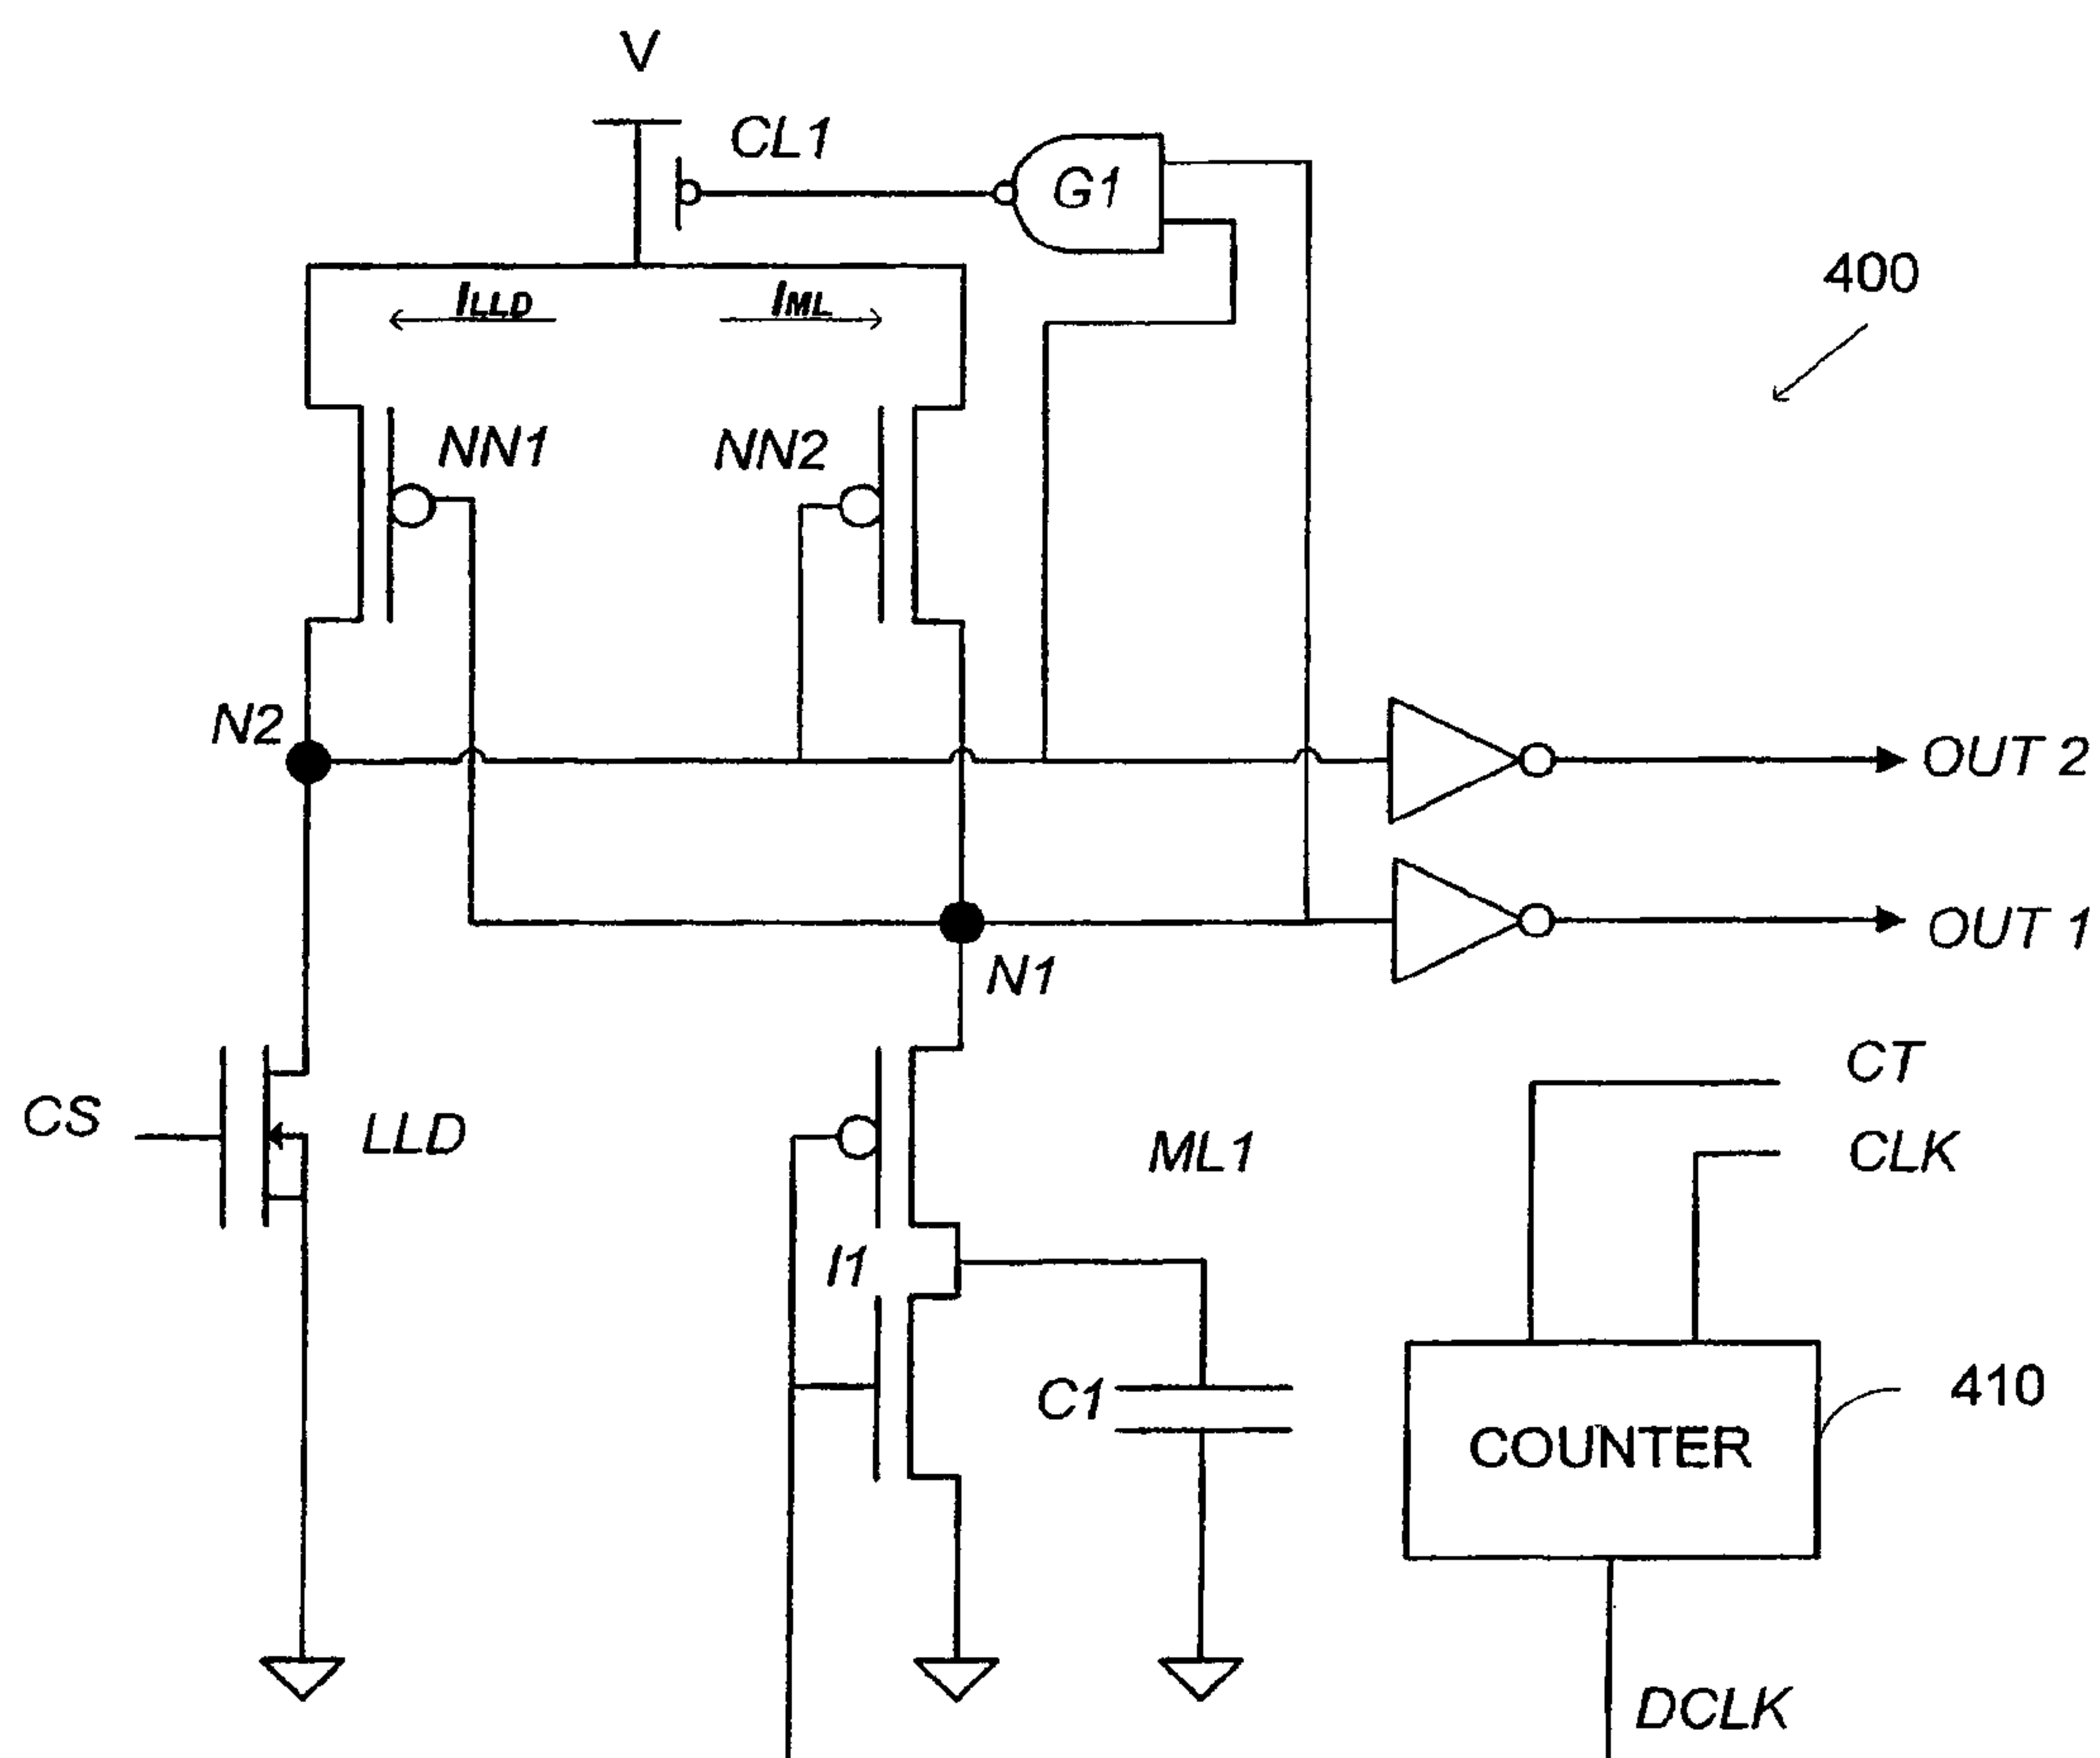 V
CL1
G1
400
ILLD
IML
NN1
NN2
N2
OUT 2
OUT 1
N1
CT
CS
LLD
ML1
CLK
I1
C1
410
COUNTER
DCLK